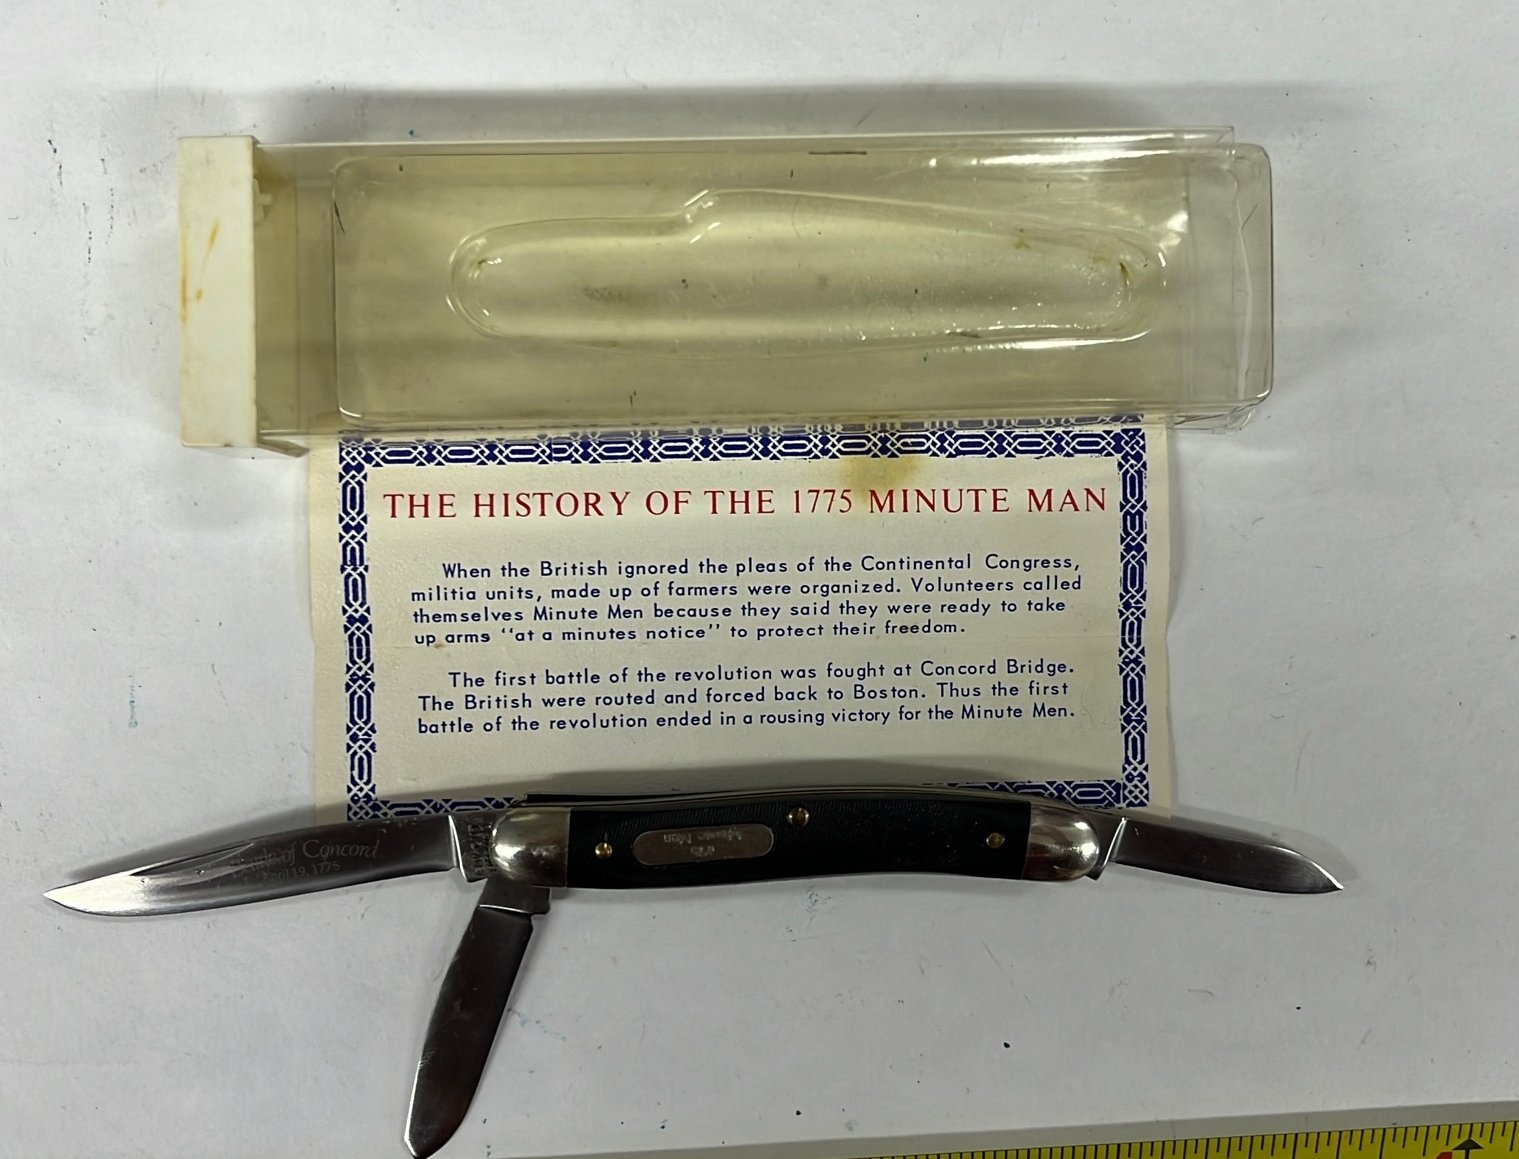 THE HISTORY OF THE 1775 MINUTE MAN
When the British ignored the pleas of the Continental Congress,
militia units, made up of farmers were organized. Volunteers called
themselves Minute Men because they said they were ready to take
up arms "at a minutes notice" to protect their freedom.
The first battle of the revolution was fought at Concord Bridge.
The British were routed and forced back to Boston. Thus the first
battle of the revolution ended in a rousing victory for the Minute Men.
Battle of Concord
April 19, 1775
Minute Man
1775